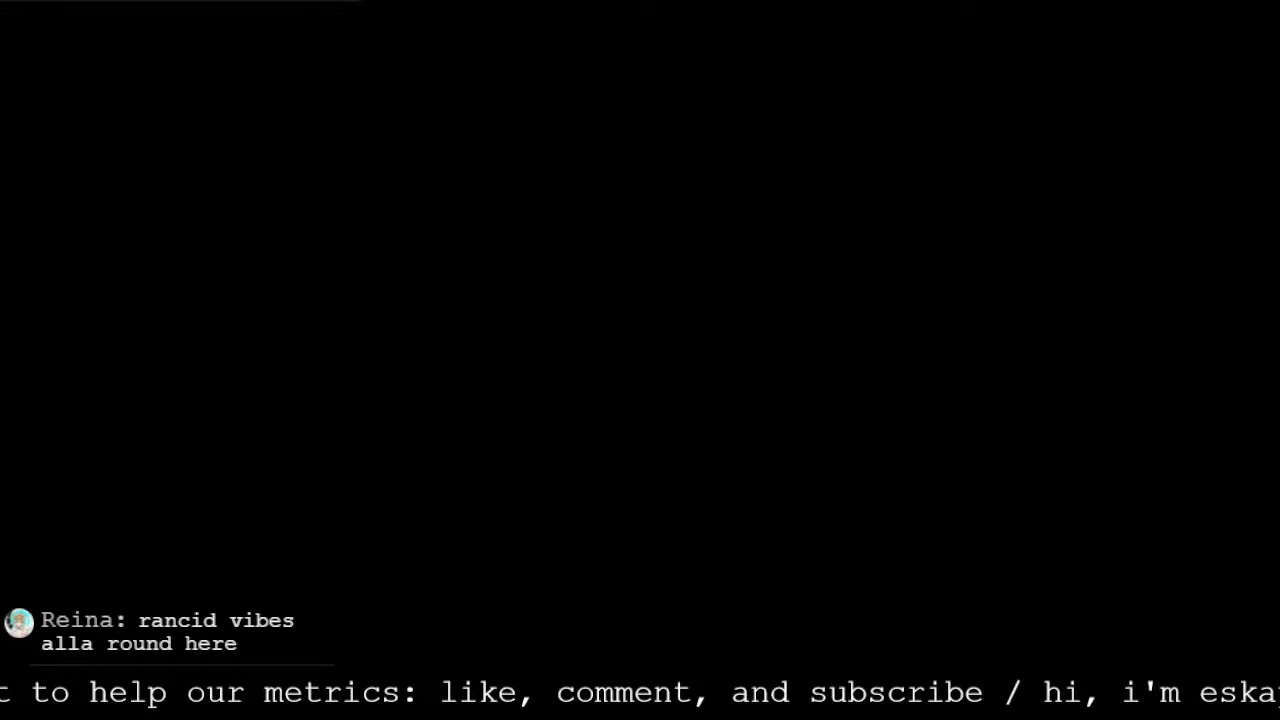 Reina: rancid vibes
alla round here
to help our metrics: like, comment, and subscribe / hi, i'm